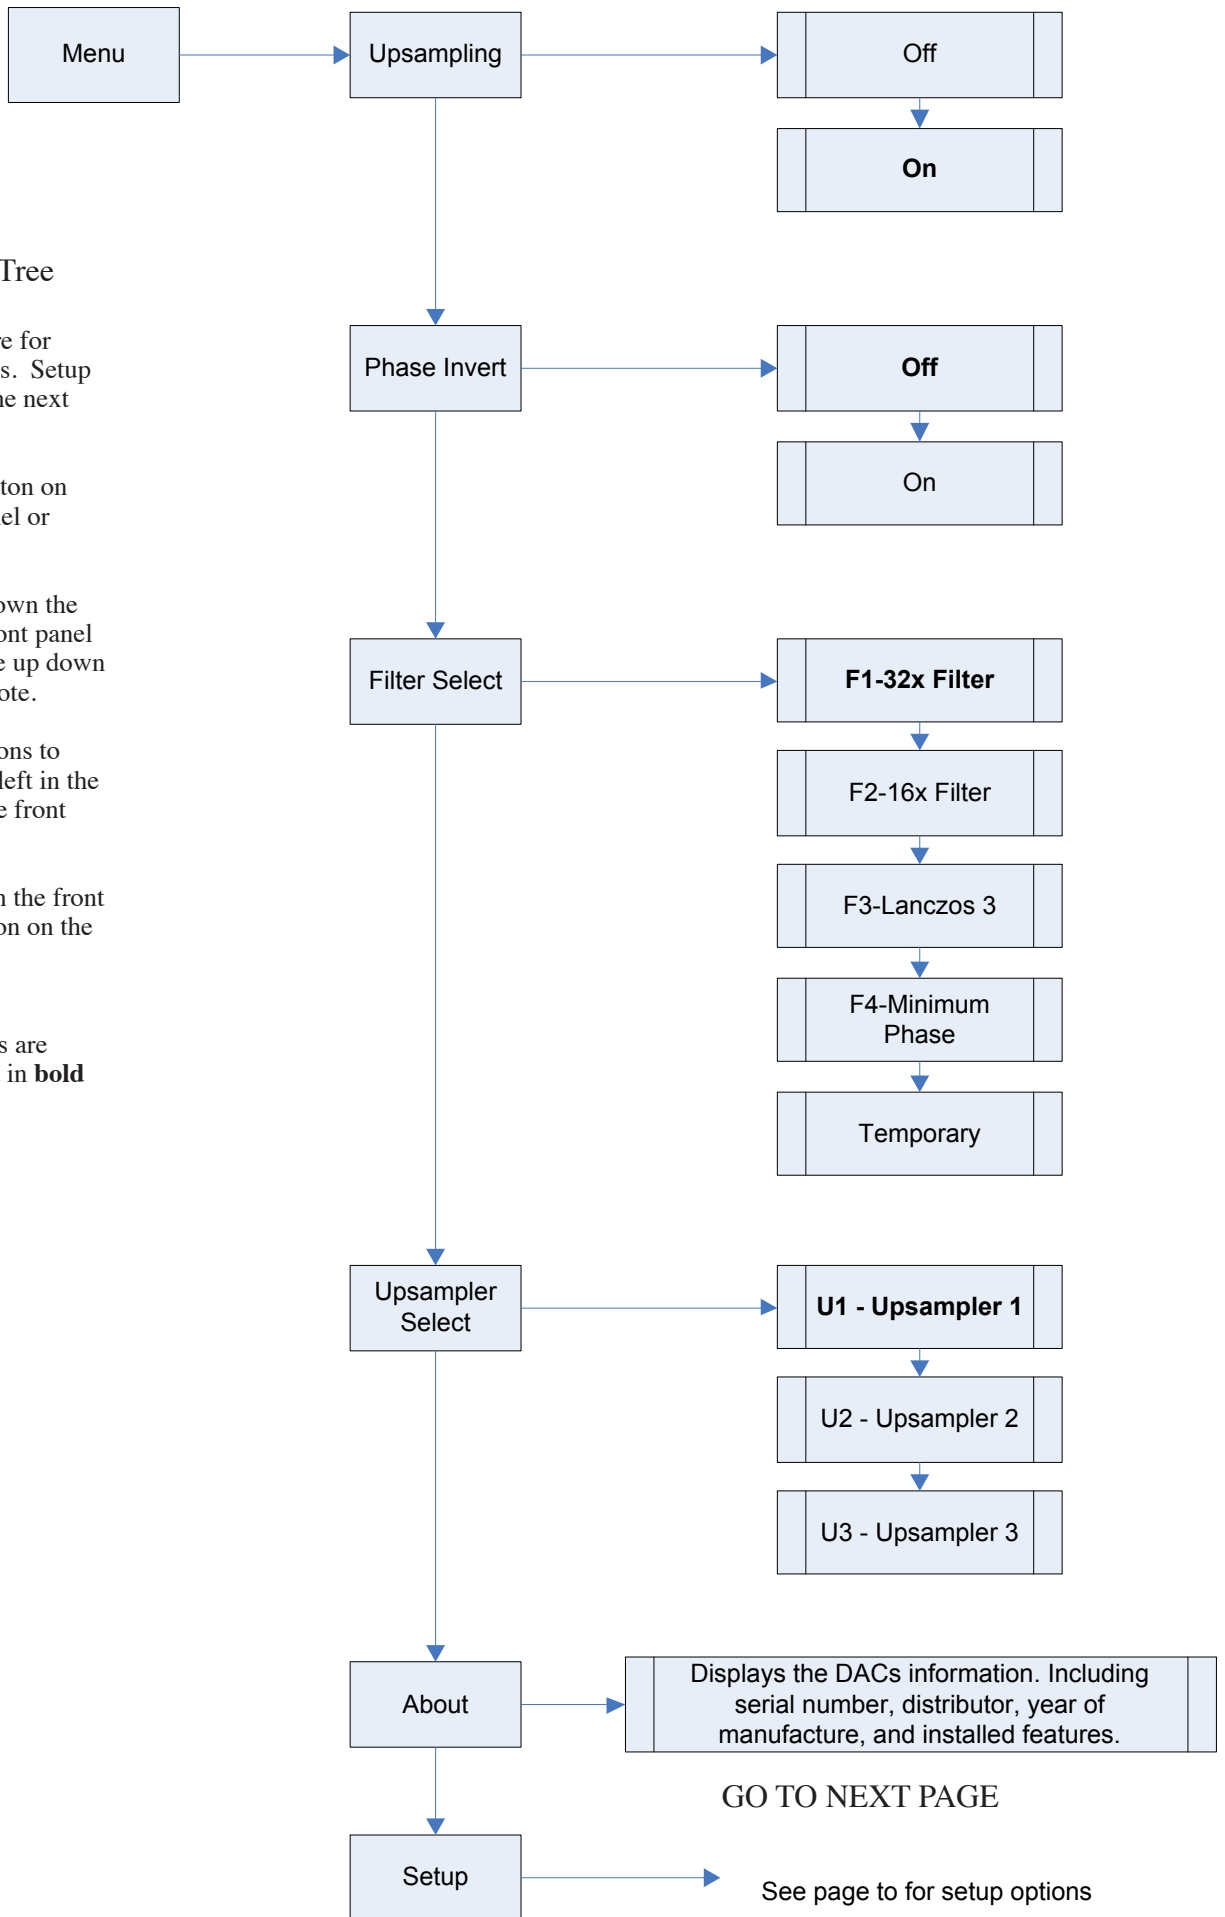 Menu
Upsampling
Off
On
Tree
re for
s. Setup
he next
tton on
nel or
own the
ont panel
e up down
ote.
ons to
left in the
e front
n the front
on on the
s are
in bold
Phase Invert
Off
On
Filter Select
F1-32x Filter
F2-16x Filter
F3-Lanczos 3
F4-Minimum
Phase
Temporary
Upsampler
Select
U1 - Upsampler 1
U2 - Upsampler 2
U3 - Upsampler 3
About
Displays the DACs information. Including
serial number, distributor, year of
manufacture, and installed features.
GO TO NEXT PAGE
Setup
See page to for setup options